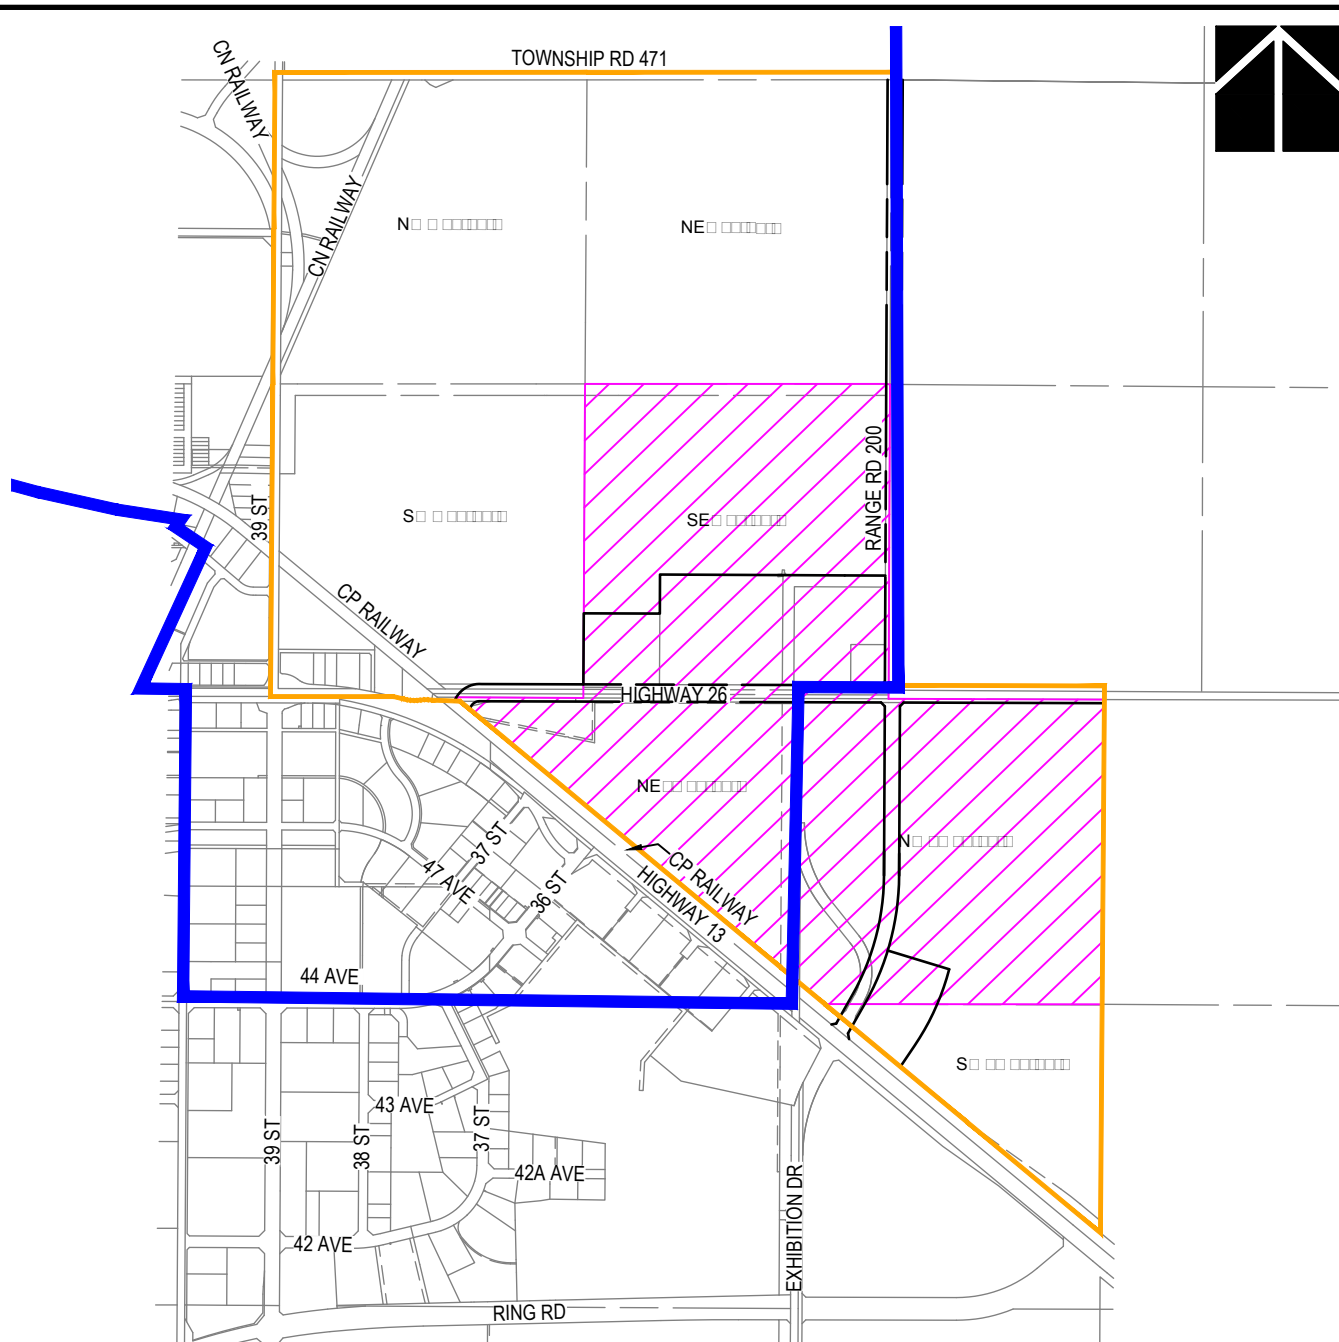 TOWNSHIP RD 471
CN RAILWAY
CN RAILWAY
NE
RANGE RD 200
39 ST
SE
CP RAILWAY
HIGHWAY 26
NE
37 ST
47 AVE
36 ST
CP RAILWAY
HIGHWAY 13
44 AVE
43 AVE
39 ST
38 ST
37 ST
42A AVE
42 AVE
EXHIBITION DR
RING RD